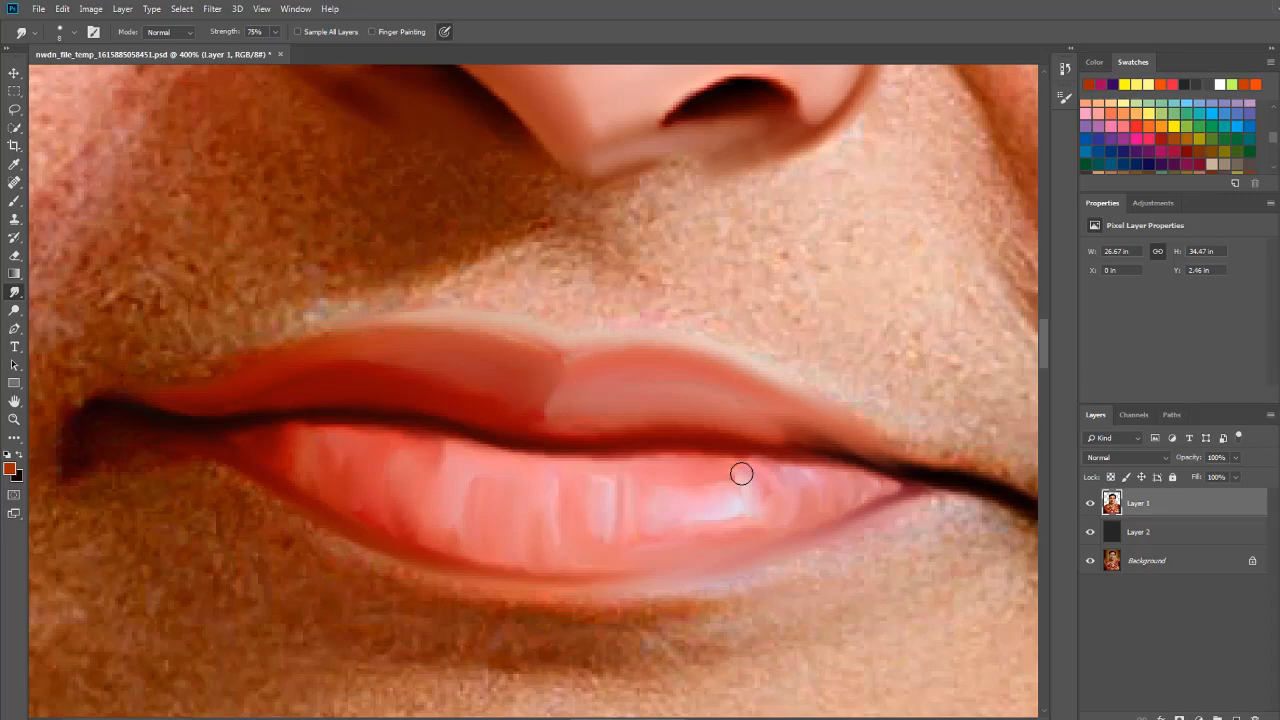 File Edit Image Layer Type Select Filter 3D View Window Help
8 Mode: Normal Strength: 75% Sample All Layers Finger Painting
nwdn_file_temp_1615885058451.psd @ 400% (Layer 1, RGB/8#) * ×
Color Swatches
Properties Adjustments
Pixel Layer Properties
W: 26.67 in H: 34.47 in
X: 0 in Y: 2.46 in
Layers Channels Paths
Kind
Normal Opacity: 100%
Lock: Fill: 100%
Layer 1
Layer 2
Background